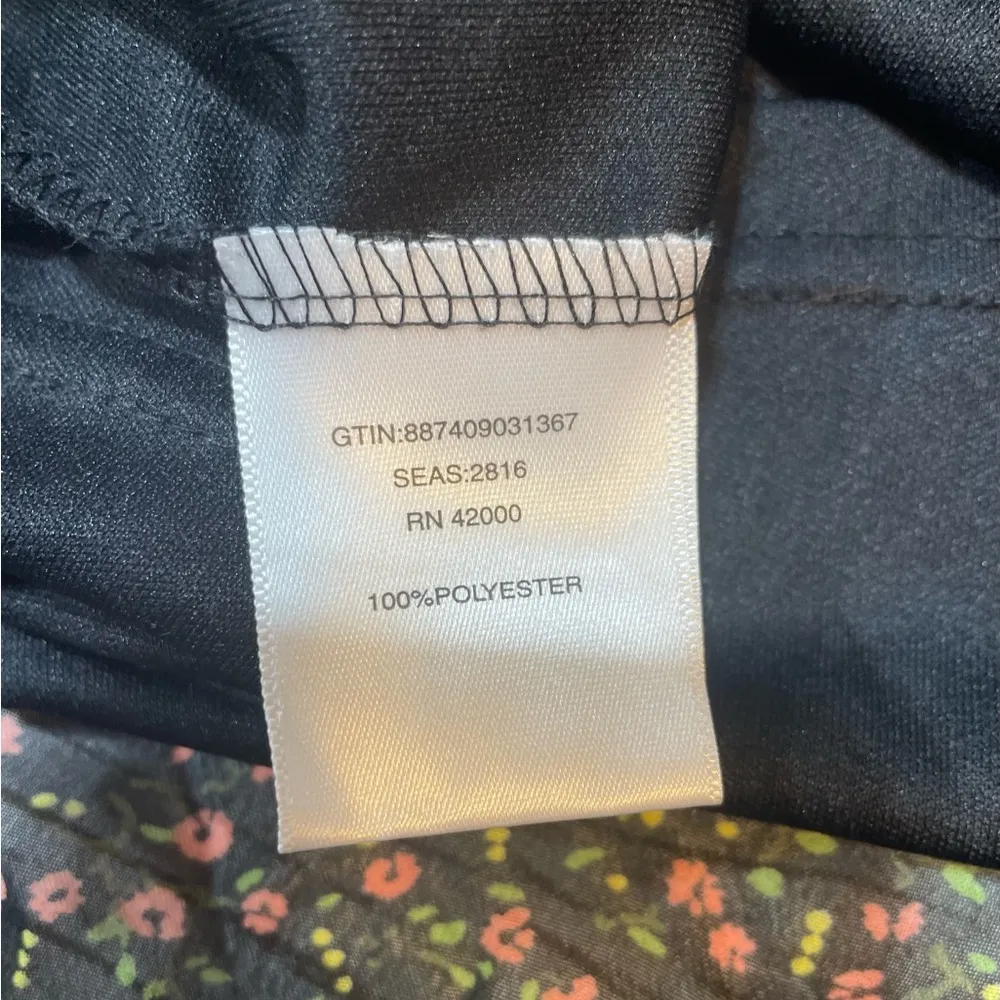 GTIN:887409031367
SEAS:2816
RN 42000
100%POLYESTER